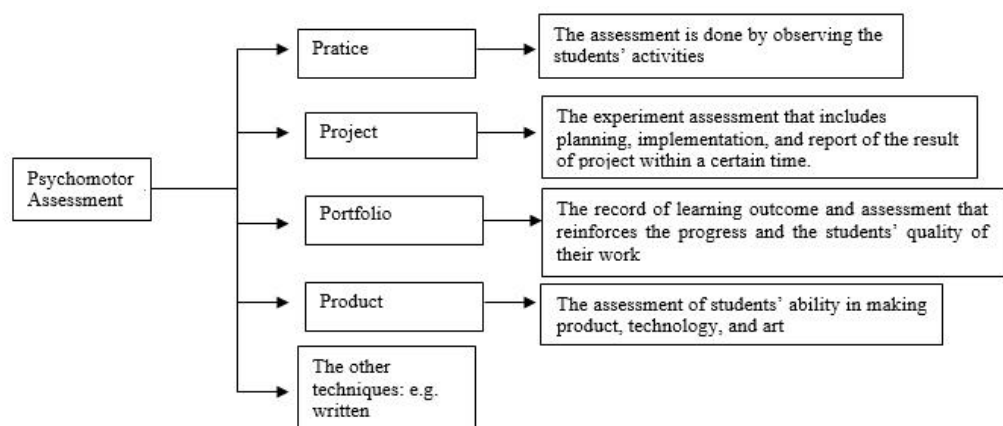 Pratice
The assessment is done by observing the
students’ activities
Project
The experiment assessment that includes
planning, implementation, and report of the result
of project within a certain time.
Psychomotor
Assessment
Portfolio
The record of learning outcome and assessment that
reinforces the progress and the students’ quality of
their work
Product
The assessment of students’ ability in making
product, technology, and art
The other
techniques: e.g.
written